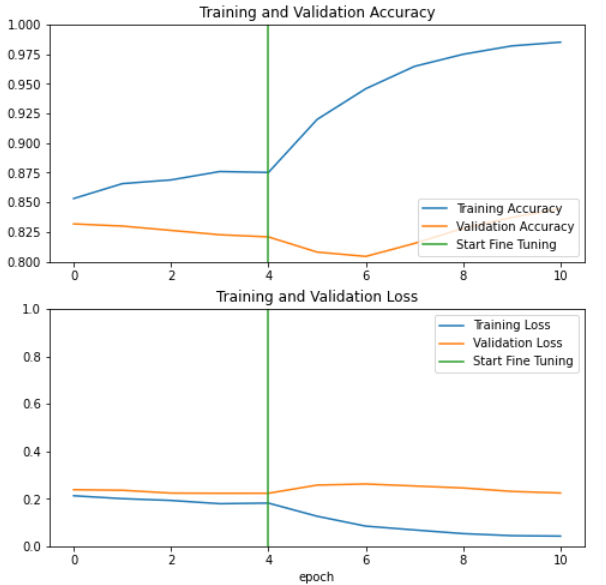 Training and Validation Accuracy
1.000
0.975
0.950
0.925
0.900
0.875
0.850
0.825
0.800
Training Accuracy
Validation Accuracy
Start Fine Tuning
0 2 4 6 8 10
Training and Validation Loss
1.0
0.8
0.6
0.4
0.2
0.0
Training Loss
Validation Loss
Start Fine Tuning
0 2 4 6 8 10
epoch